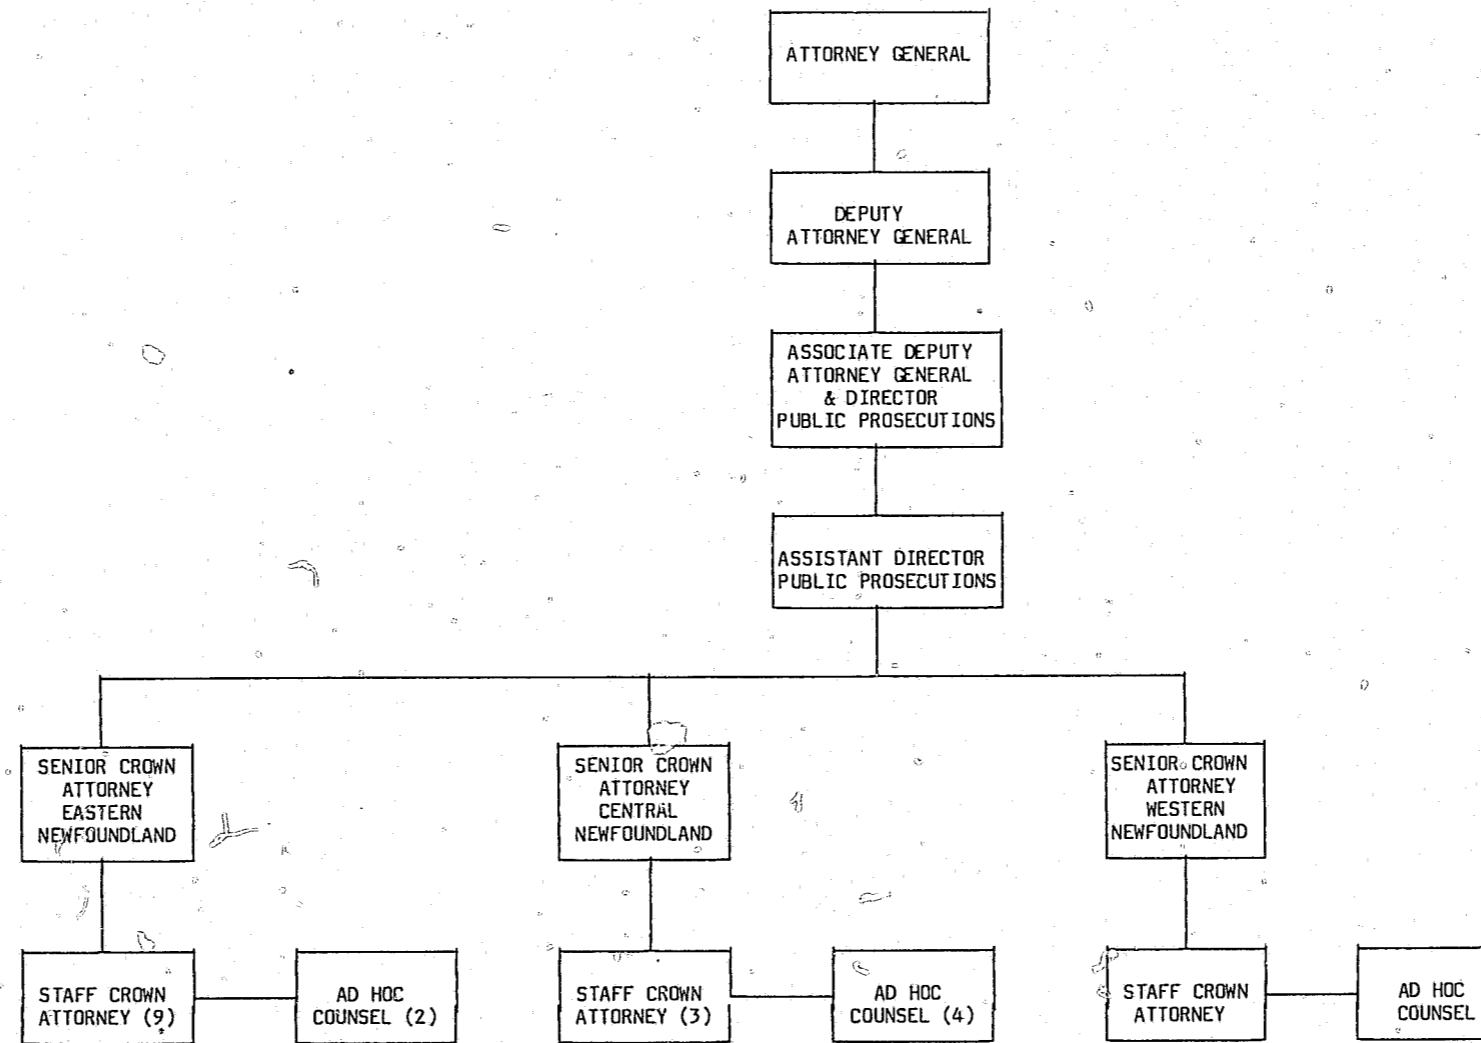 ATTORNEY GENERAL
DEPUTY
ATTORNEY GENERAL
ASSOCIATE DEPUTY
ATTORNEY GENERAL
& DIRECTOR
PUBLIC PROSECUTIONS
ASSISTANT DIRECTOR
PUBLIC PROSECUTIONS
SENIOR CROWN
ATTORNEY
EASTERN
NEWFOUNDLAND
SENIOR CROWN
ATTORNEY
CENTRAL
NEWFOUNDLAND
SENIOR CROWN
ATTORNEY
WESTERN
NEWFOUNDLAND
STAFF CROWN
ATTORNEY (9)
AD HOC
COUNSEL (2)
STAFF CROWN
ATTORNEY (3)
AD HOC
COUNSEL (4)
STAFF CROWN
ATTORNEY
AD HOC
COUNSEL